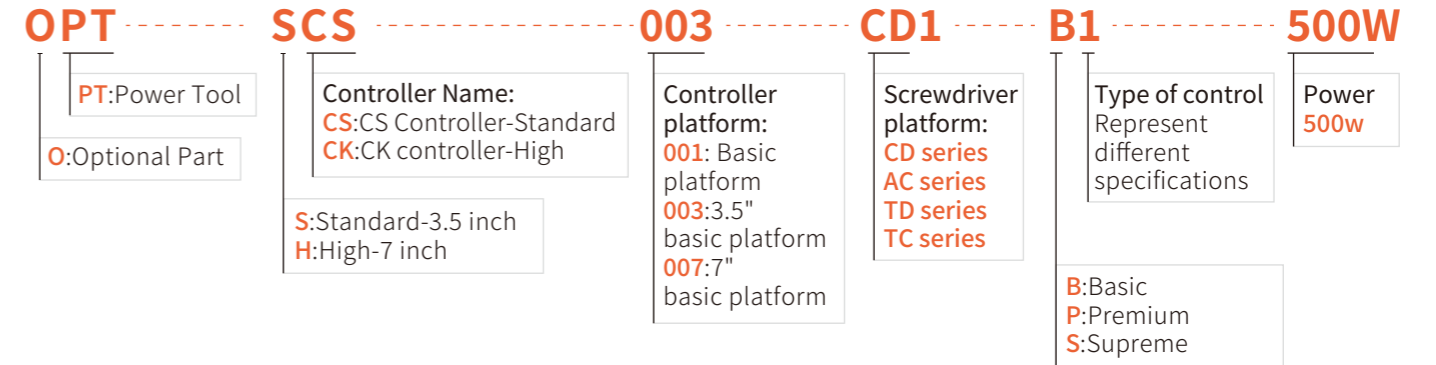 OPT SCS 003 CD1 B1 500W
PT:Power Tool
O:Optional Part
Controller Name:
CS:CS Controller-Standard
CK:CK controller-High
S:Standard-3.5 inch
H:High-7 inch
Controller
platform:
001: Basic
platform
003:3.5"
basic platform
007:7"
basic platform
Screwdriver
platform:
CD series
AC series
TD series
TC series
Type of control
Represent
different
specifications
B:Basic
P:Premium
S:Supreme
Power
500w